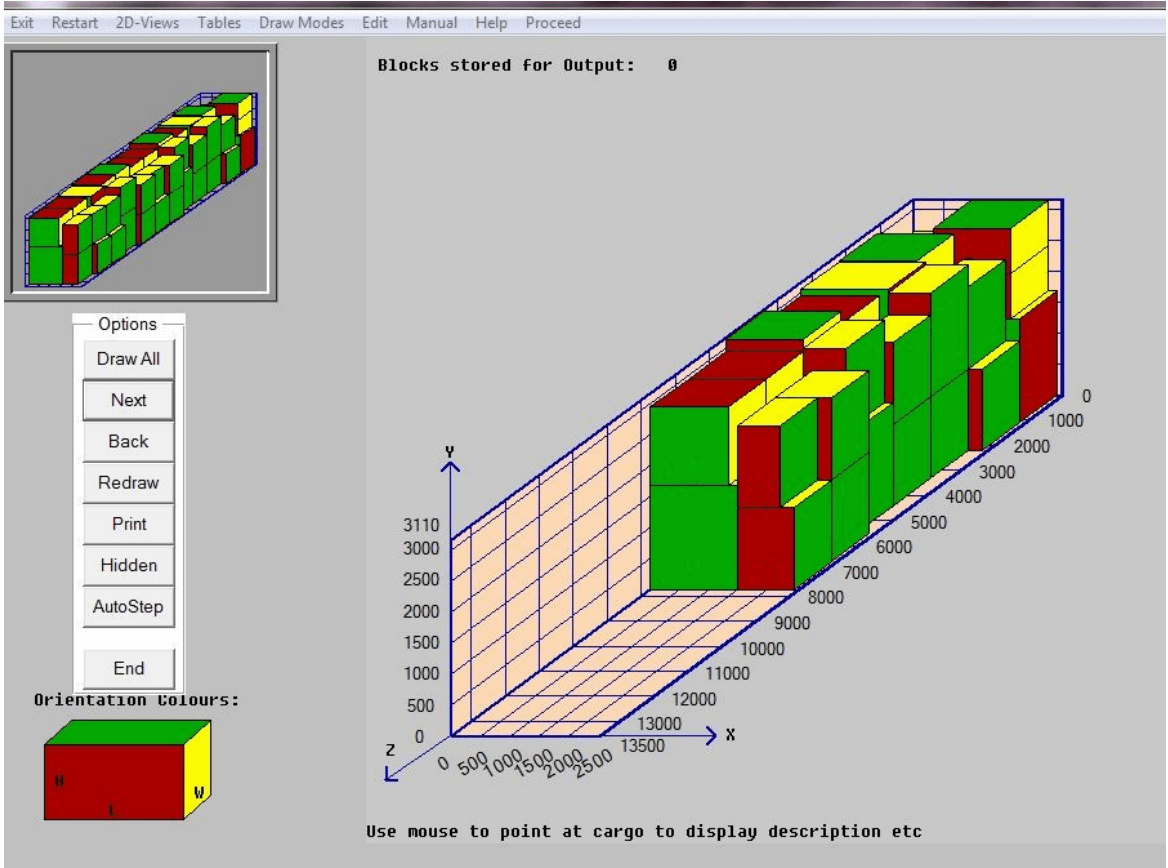 Exit Restart 2D-Views Tables Draw Modes Edit Manual Help Proceed
Blocks stored for Output: 0
Options
Draw All
Next
Back
Redraw
Print
Hidden
AutoStep
End
Orientation Colours:
H
L
W
Y
3110
3000
2500
2000
1500
1000
500
0
Z
X
0 500 1000 1500 2000 2500
0
1000
2000
3000
4000
5000
6000
7000
8000
9000
10000
11000
12000
13000
13500
Use mouse to point at cargo to display description etc